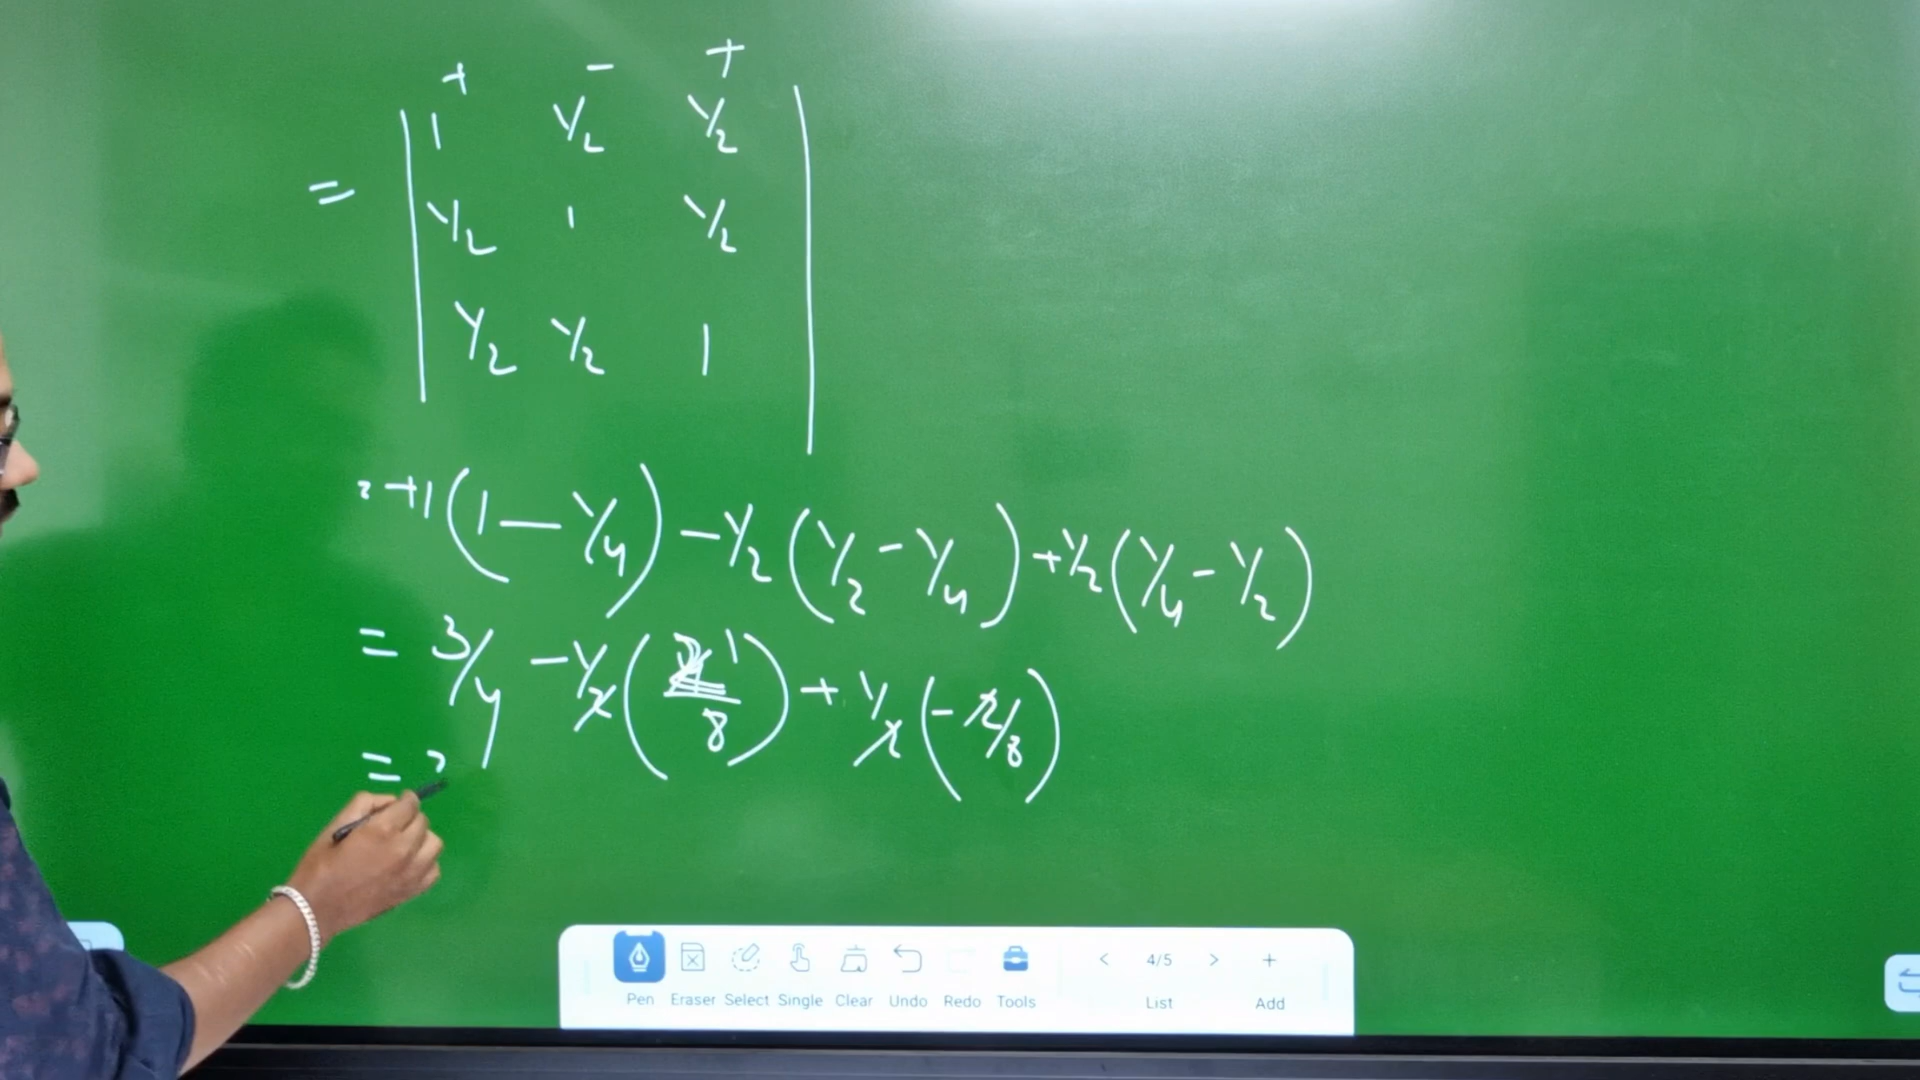 + - +
1 1/2 1/2
= 1/2 1 1/2
1/2 1/2 1
= +1(1 - 1/4) - 1/2(1/2 - 1/4) + 1/2(1/4 - 1/2)
= 3/4 - 1/2(1/8) + 1/2(-2/8)
=
Pen Eraser Select Single Clear Undo Redo Tools < 4/5 > List + Add